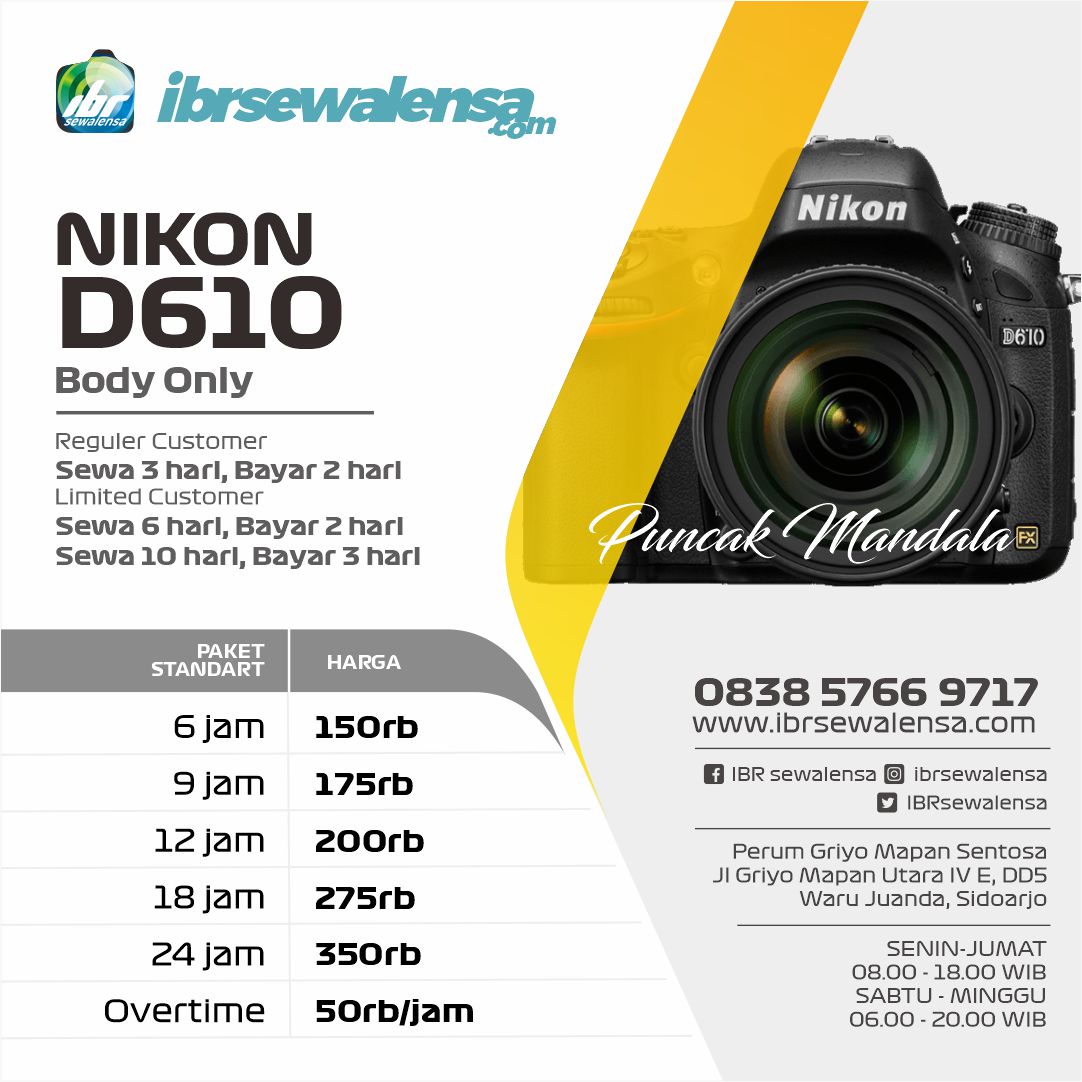 ibr
sewalensa
ibrsewalensa
.com
NIKON
D610
Body Only
Reguler Customer
Sewa 3 hari, Bayar 2 hari
Limited Customer
Sewa 6 hari, Bayar 2 hari
Sewa 10 hari, Bayar 3 hari
Nikon
D610
Puncak Mandala
FX
PAKET
STANDART
HARGA
6 jam 150rb
9 jam 175rb
12 jam 200rb
18 jam 275rb
24 jam 350rb
Overtime 50rb/jam
0838 5766 9717
www.ibrsewalensa.com
IBR sewalensa ibrsewalensa
IBRsewalensa
Perum Griyo Mapan Sentosa
Jl Griyo Mapan Utara IV E, DD5
Waru Juanda, Sidoarjo
SENIN-JUMAT
08.00 - 18.00 WIB
SABTU - MINGGU
06.00 - 20.00 WIB